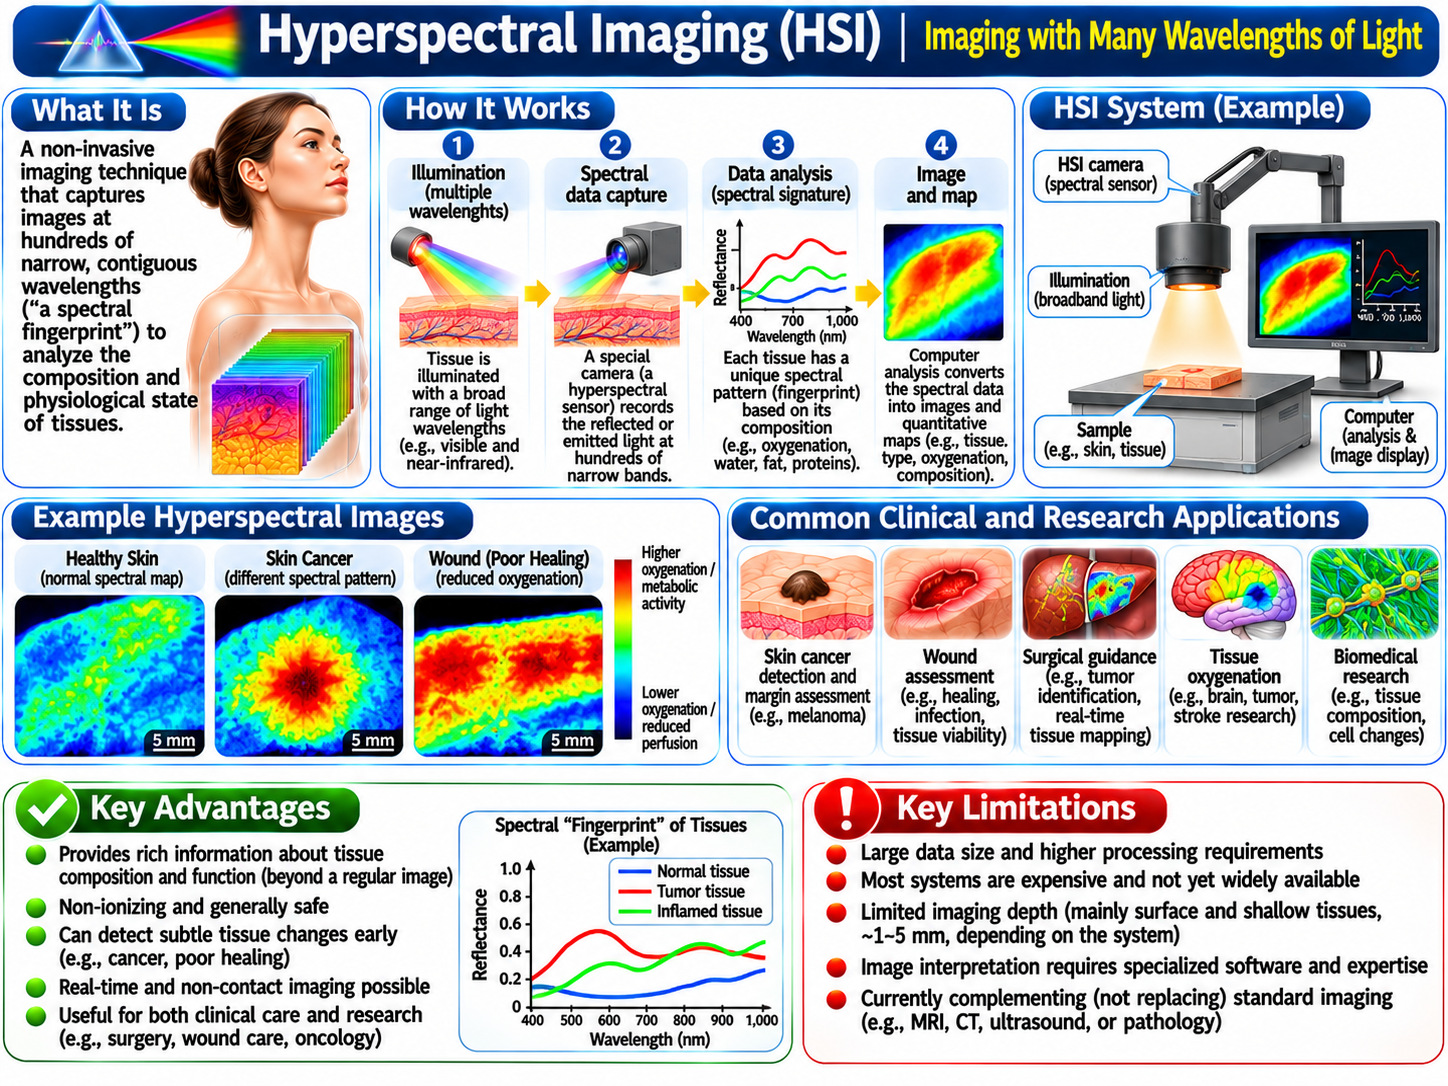 Hyperspectral Imaging (HSI) | Imaging with Many Wavelengths of Light
What It Is
A non-invasive
imaging technique
that captures
images at
hundreds of
narrow, contiguous
wavelengths
(“a spectral
fingerprint”) to
analyze the
composition and
physiological state
of tissues.
How It Works
1
Illumination
(multiple
wavelenghts)
Tissue is
illuminated
with a broad
range of light
wavelengths
(e.g., visible and
near-infrared).
2
Spectral
data capture
A special
camera (a
hyperspectral
sensor) records
the reflected or
emitted light at
hundreds of
narrow bands.
3
Data analysis
(spectral signature)
Reflectance
400 700 1,000
Wavelength (nm)
Each tissue has a
unique spectral
pattern (fingerprint)
based on its
composition
(e.g., oxygenation,
water, fat, proteins).
4
Image
and map
Computer
analysis converts
the spectral data
into images and
quantitative
maps (e.g., tissue.
type, oxygenation,
composition).
HSI System (Example)
HSI camera
(spectral sensor)
Illumination
(broadband light)
Sample
(e.g., skin, tissue)
Computer
(analysis &
(mage display)
Example Hyperspectral Images
Healthy Skin
(normal spectral map)
5 mm
Skin Cancer
(different spectral pattern)
5 mm
Wound (Poor Healing)
(reduced oxygenation)
5 mm
Higher
oxygenation /
metabolic
activity
Lower
oxygenation /
reduced
perfusion
Common Clinical and Research Applications
Skin cancer
detection and
margin assessment
(e.g., melanoma)
Wound
assessment
(e.g., healing,
infection,
tissue viability)
Surgical guidance
(e.g., tumor
identification,
real-time
tissue mapping)
Tissue
oxygenation
(e.g., brain, tumor,
stroke research)
Biomedical
research
(e.g., tissue
composition,
cell changes)
Key Advantages
Provides rich information about tissue
composition and function (beyond a regular image)
Non-ionizing and generally safe
Can detect subtle tissue changes early
(e.g., cancer, poor healing)
Real-time and non-contact imaging possible
Useful for both clinical care and research
(e.g., surgery, wound care, oncology)
Spectral “Fingerprint” of Tissues
(Example)
Normal tissue
Tumor tissue
Inflamed tissue
Reflectance
1.0
0.8
0.6
0.4
0.2
0
400 500 600 700 800 900 1,000
Wavelength (nm)
Key Limitations
Large data size and higher processing requirements
Most systems are expensive and not yet widely available
Limited imaging depth (mainly surface and shallow tissues,
~1~5 mm, depending on the system)
Image interpretation requires specialized software and expertise
Currently complementing (not replacing) standard imaging
(e.g., MRI, CT, ultrasound, or pathology)